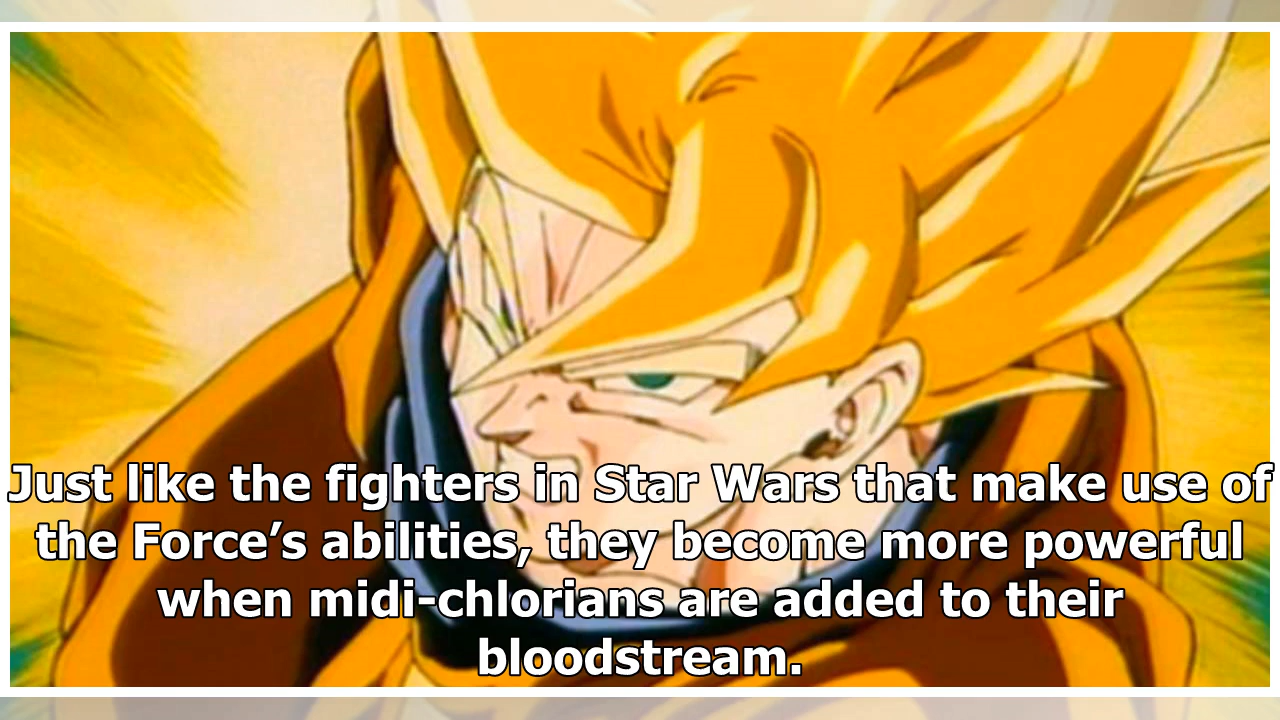 Just like the fighters in Star Wars that make use of
the Force’s abilities, they become more powerful
when midi-chlorians are added to their
bloodstream.